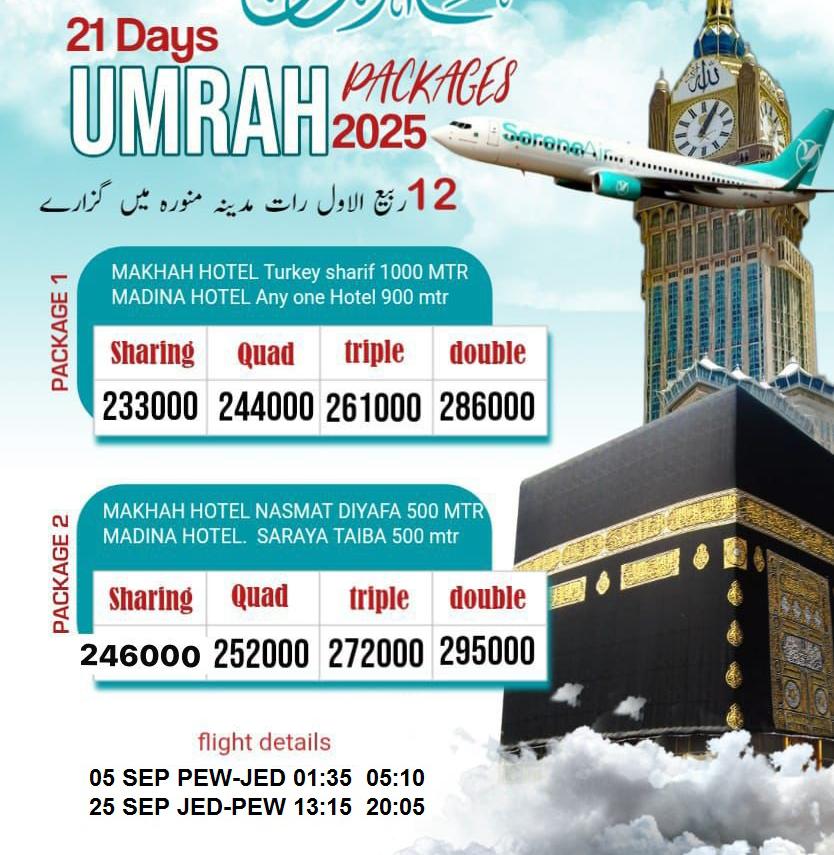 21 Days
UMRAH PACKAGES
2025
SereneAir
12 ربیع الاول رات مدینہ منورہ میں گزارے
PACKAGE 1
MAKHAH HOTEL Turkey sharif 1000 MTR
MADINA HOTEL Any one Hotel 900 mtr
Sharing Quad triple double
233000 244000 261000 286000
PACKAGE 2
MAKHAH HOTEL NASMAT DIYAFA 500 MTR
MADINA HOTEL. SARAYA TAIBA 500 mtr
Sharing Quad triple double
246000 252000 272000 295000
flight details
05 SEP PEW-JED 01:35 05:10
25 SEP JED-PEW 13:15 20:05